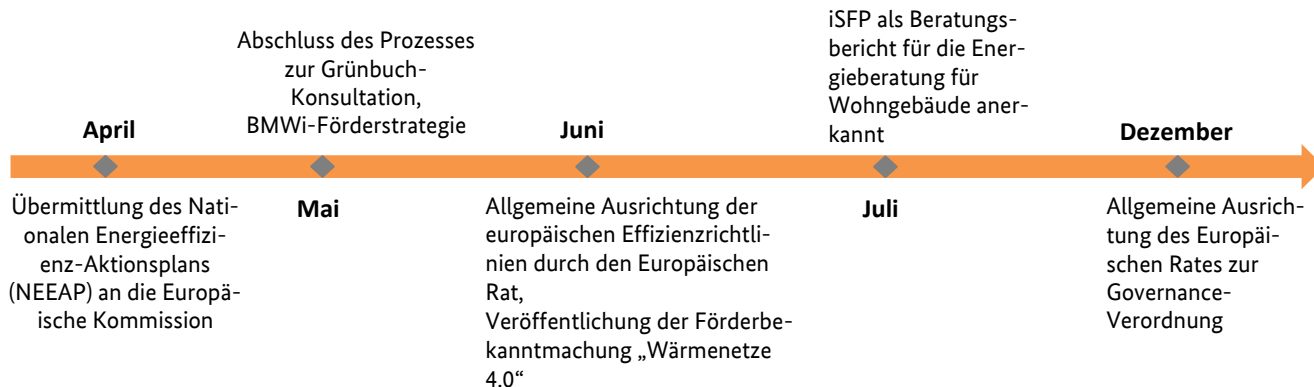 April
Übermittlung des Nati-
onalen Energieeffizi-
enz-Aktionsplans
(NEEAP) an die Europä-
ische Kommission
Abschluss des Prozesses
zur Grünbuch-
Konsultation,
BMWi-Förderstrategie
Mai
Juni
Allgemeine Ausrichtung der
europäischen Effizienzrichtli-
nien durch den Europäischen
Rat,
Veröffentlichung der Förderbe-
kanntmachung „Wärmenetze
4.0“
iSFP als Beratungs-
bericht für die Ener-
gieberatung für
Wohngebäude aner-
kannt
Juli
Dezember
Allgemeine Ausrich-
tung des Europäi-
schen Rates zur
Governance-
Verordnung